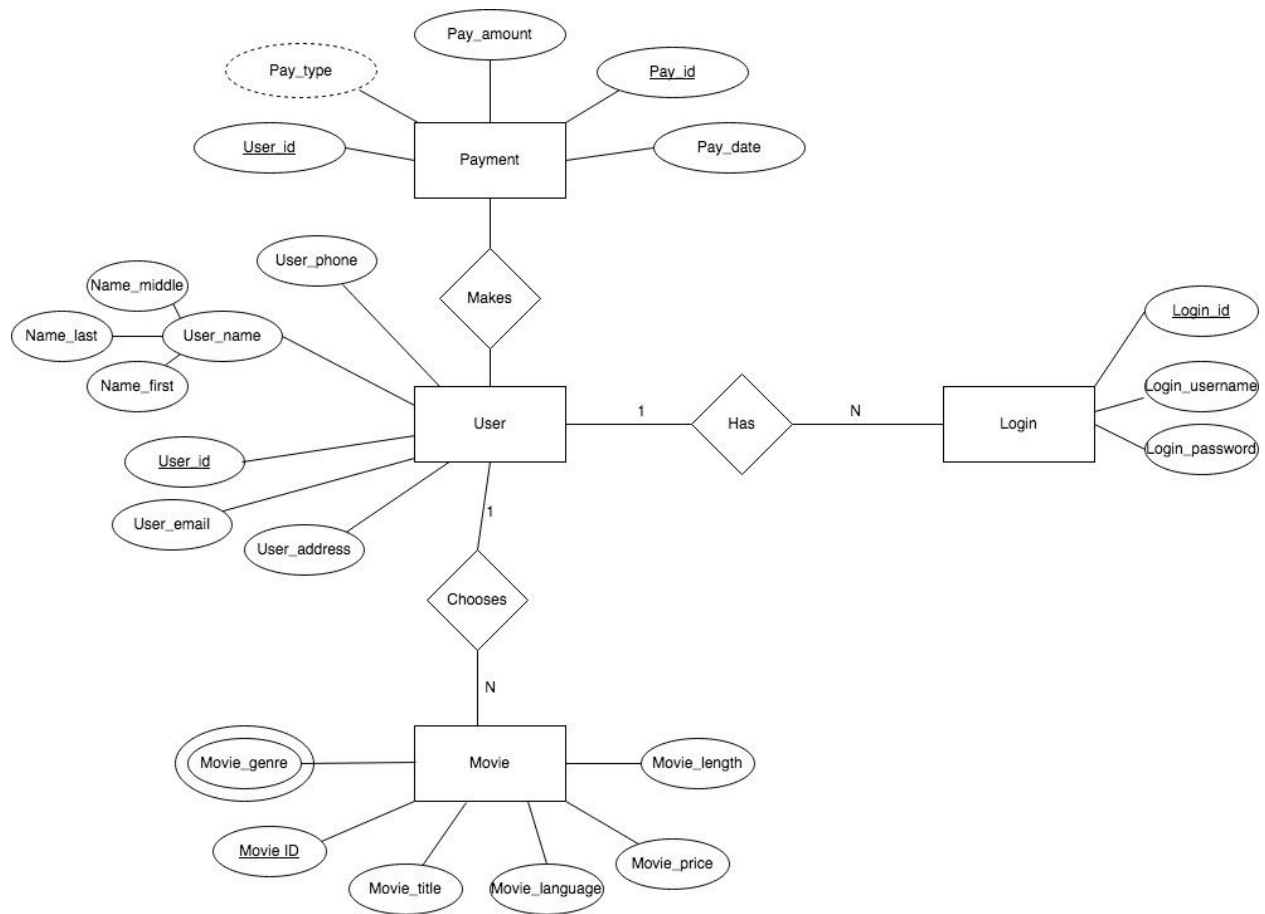 Pay_amount
Pay_type
Pay_id
User_id
Payment
Pay_date
User_phone
Name_middle
Makes
Login_id
Name_last
User_name
Name_first
Login_username
User
1
Has
N
Login
Login_password
User_id
User_email
1
User_address
Chooses
N
Movie_genre
Movie
Movie_length
Movie ID
Movie_title
Movie_language
Movie_price